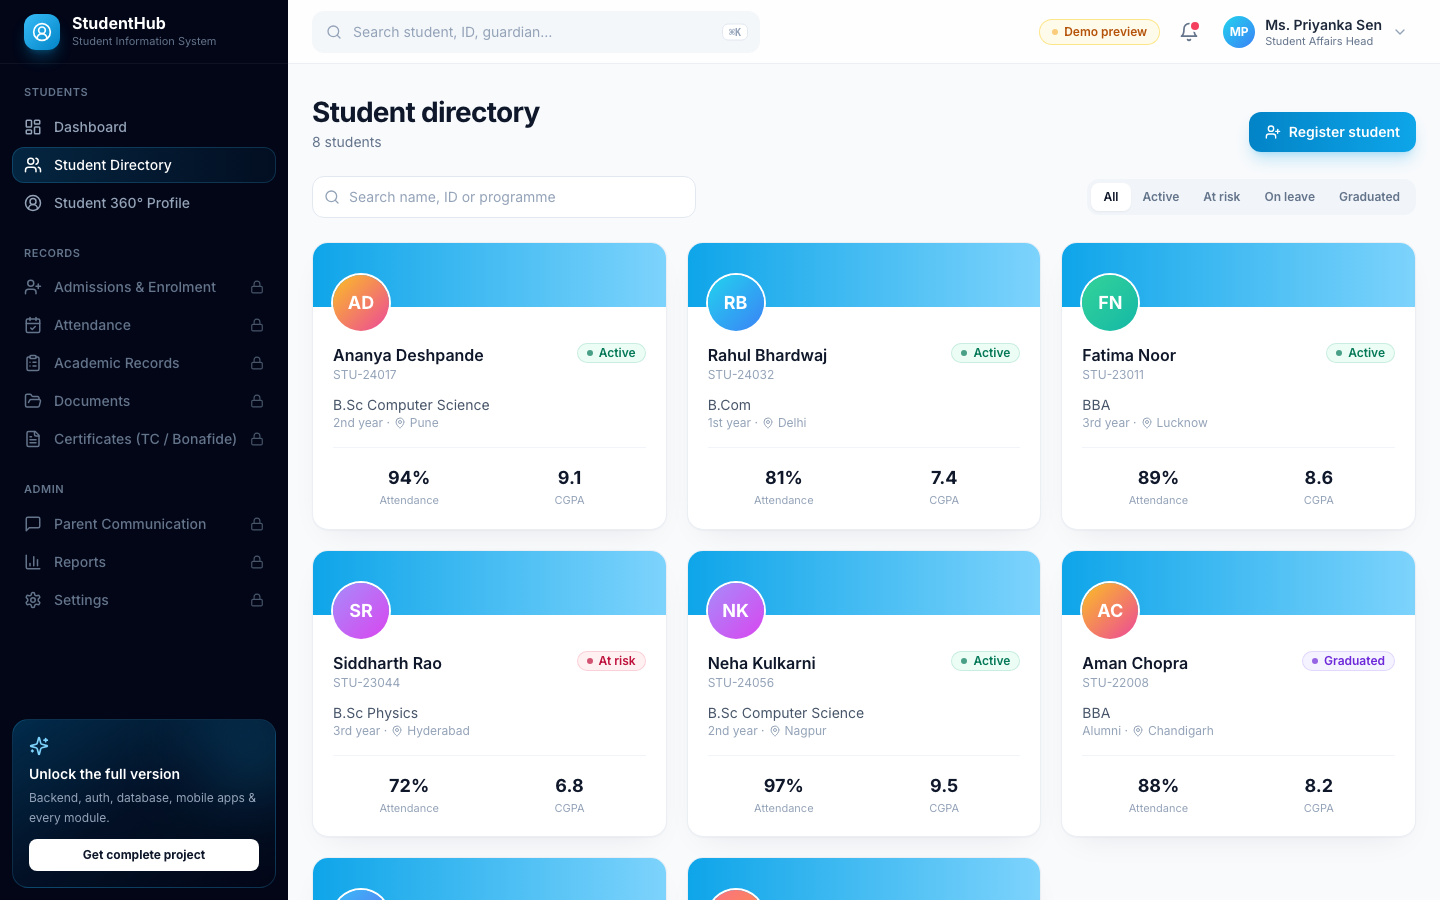 StudentHub
Student Information System
STUDENTS
Dashboard
Student Directory
Student 360° Profile
RECORDS
Admissions & Enrolment
Attendance
Academic Records
Documents
Certificates (TC / Bonafide)
ADMIN
Parent Communication
Reports
Settings
Unlock the full version
Backend, auth, database, mobile apps &
every module.
Get complete project
Search student, ID, guardian...
⌘K
Demo preview
MP
Ms. Priyanka Sen
Student Affairs Head
Student directory
8 students
Register student
Search name, ID or programme
All Active At risk On leave Graduated
AD
Ananya Deshpande
Active
STU-24017
B.Sc Computer Science
2nd year · Pune
94% 9.1
Attendance CGPA
RB
Rahul Bhardwaj
Active
STU-24032
B.Com
1st year · Delhi
81% 7.4
Attendance CGPA
FN
Fatima Noor
Active
STU-23011
BBA
3rd year · Lucknow
89% 8.6
Attendance CGPA
SR
Siddharth Rao
At risk
STU-23044
B.Sc Physics
3rd year · Hyderabad
72% 6.8
Attendance CGPA
NK
Neha Kulkarni
Active
STU-24056
B.Sc Computer Science
2nd year · Nagpur
97% 9.5
Attendance CGPA
AC
Aman Chopra
Graduated
STU-22008
BBA
Alumni · Chandigarh
88% 8.2
Attendance CGPA